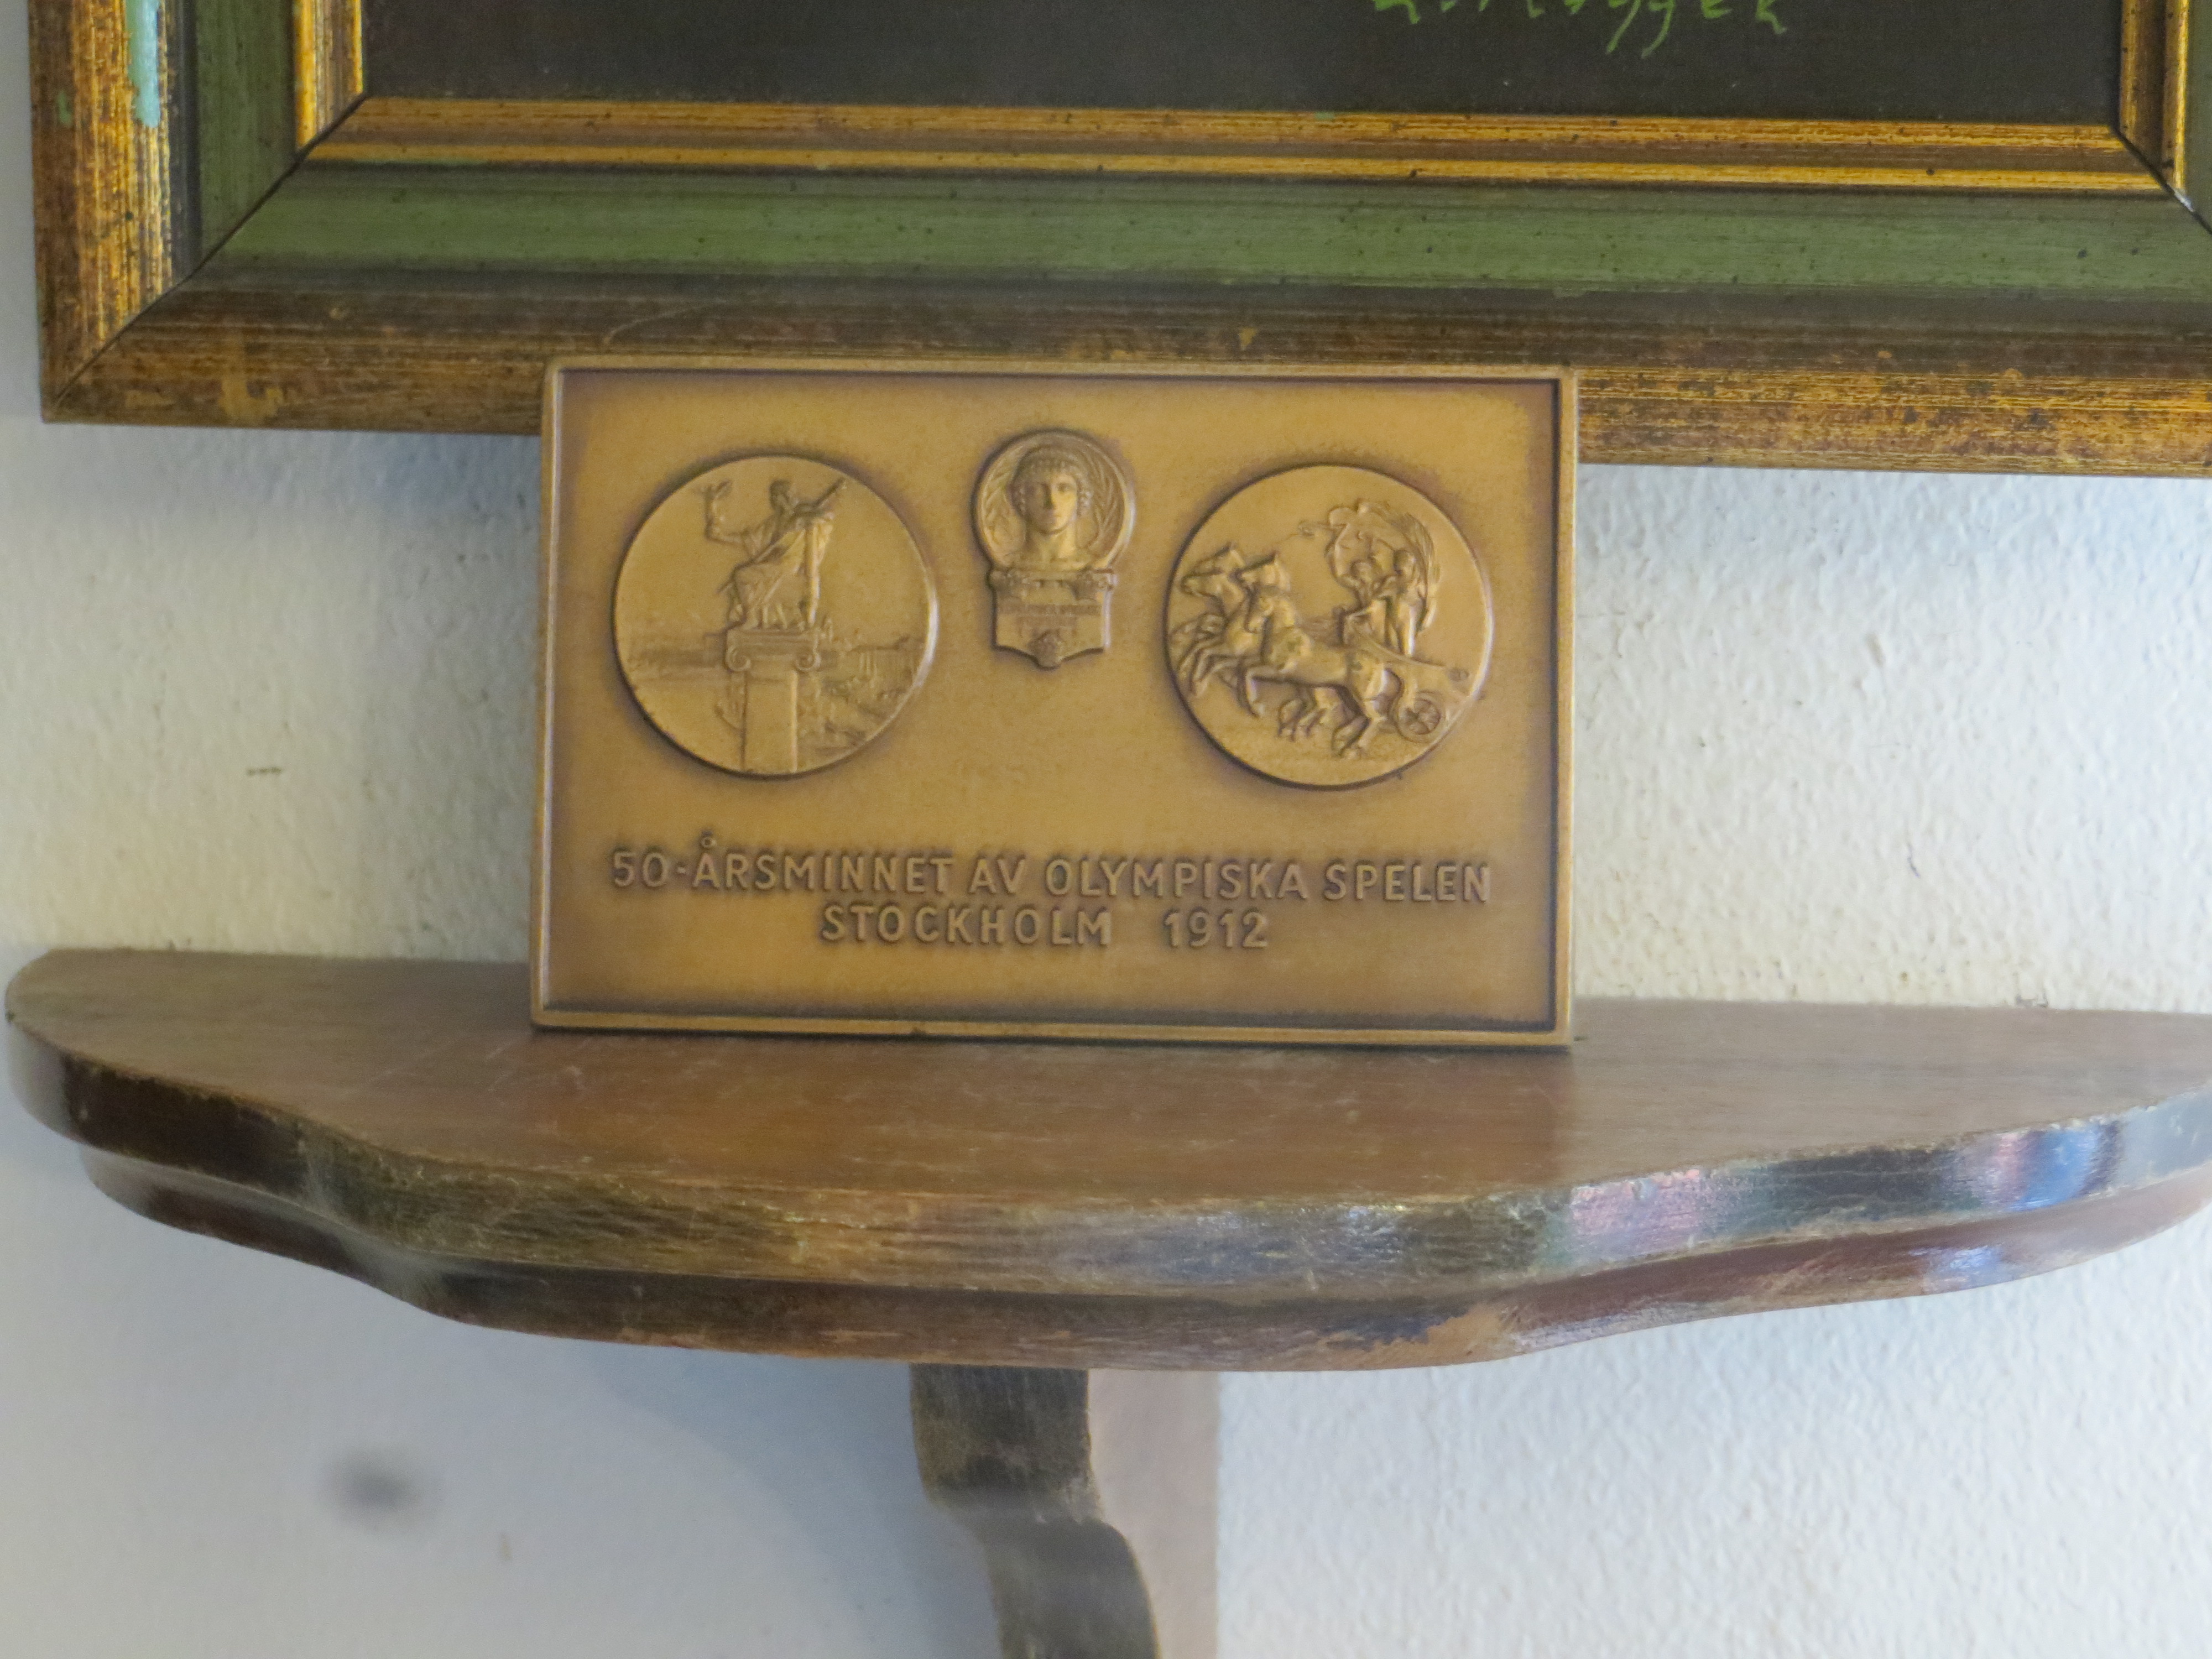 50-ÅRSMINNET AV OLYMPISKA SPELEN
STOCKHOLM 1912